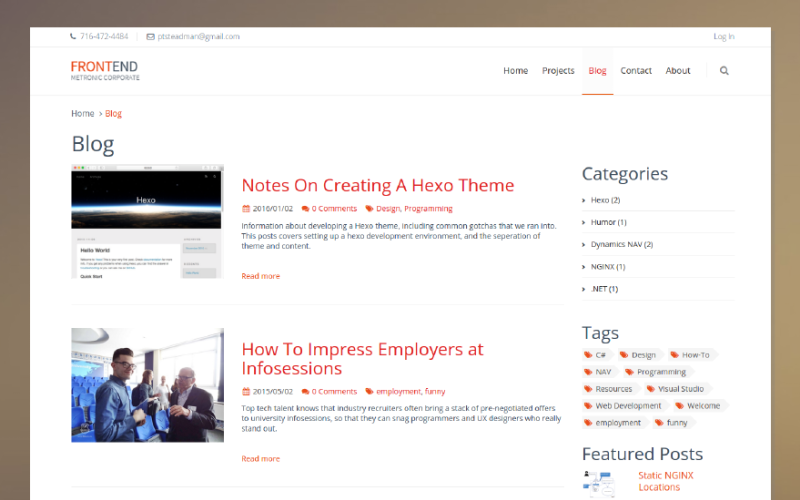 716-472-4484
ptsteadman@gmail.com
Log In
FRONTEND
METRONIC CORPORATE
Home
Projects
Blog
Contact
About
Home > Blog
Blog
Hexo
Hello World
Quick Start
Notes On Creating A Hexo Theme
2016/01/02 0 Comments Design, Programming
Information about developing a Hexo theme, including common gotchas that we ran into.
This posts covers setting up a hexo development environment, and the seperation of
theme and content.
Read more
How To Impress Employers at
Infosessions
2015/05/02 0 Comments employment, funny
Top tech talent knows that industry recruiters often bring a stack of pre-negotiated offers
to university infosessions, so that they can snag programmers and UX designers who really
stand out.
Read more
Categories
Hexo (2)
Humor (1)
Dynamics NAV (2)
NGINX (1)
.NET (1)
Tags
C# Design How-To
NAV Programming
Resources Visual Studio
Web Development Welcome
employment funny
Featured Posts
Static NGINX
Locations